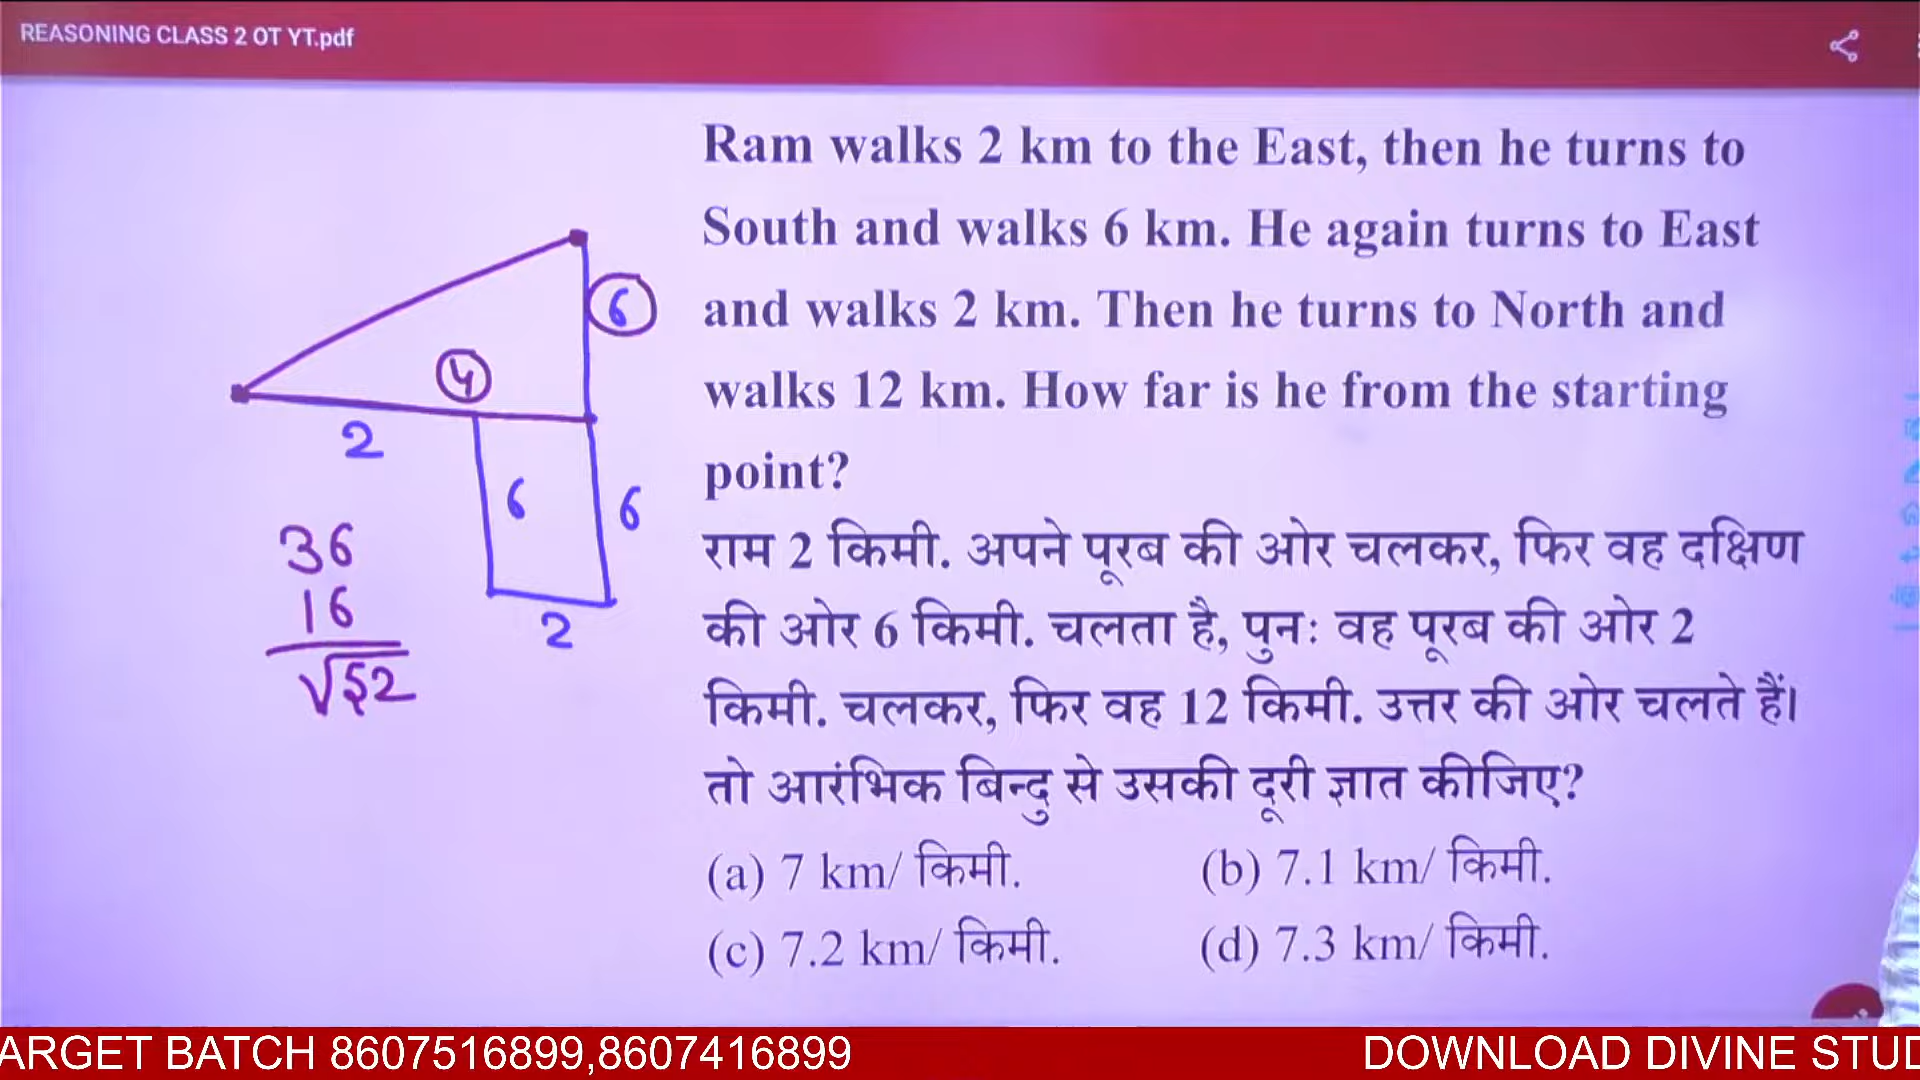 REASONING CLASS 2 OT YT.pdf
Ram walks 2 km to the East, then he turns to
South and walks 6 km. He again turns to East
and walks 2 km. Then he turns to North and
walks 12 km. How far is he from the starting
point?
राम 2 किमी. अपने पूरब की ओर चलकर, फिर वह दक्षिण
की ओर 6 किमी. चलता है, पुनः वह पूरब की ओर 2
किमी. चलकर, फिर वह 12 किमी. उत्तर की ओर चलते हैं।
तो आरंभिक बिन्दु से उसकी दूरी ज्ञात कीजिए?
(a) 7 km/ किमी.
(b) 7.1 km/ किमी.
(c) 7.2 km/ किमी.
(d) 7.3 km/ किमी.
6
4
2
6
6
2
36
16
√52
ARGET BATCH 8607516899,8607416899
DOWNLOAD DIVINE STUD